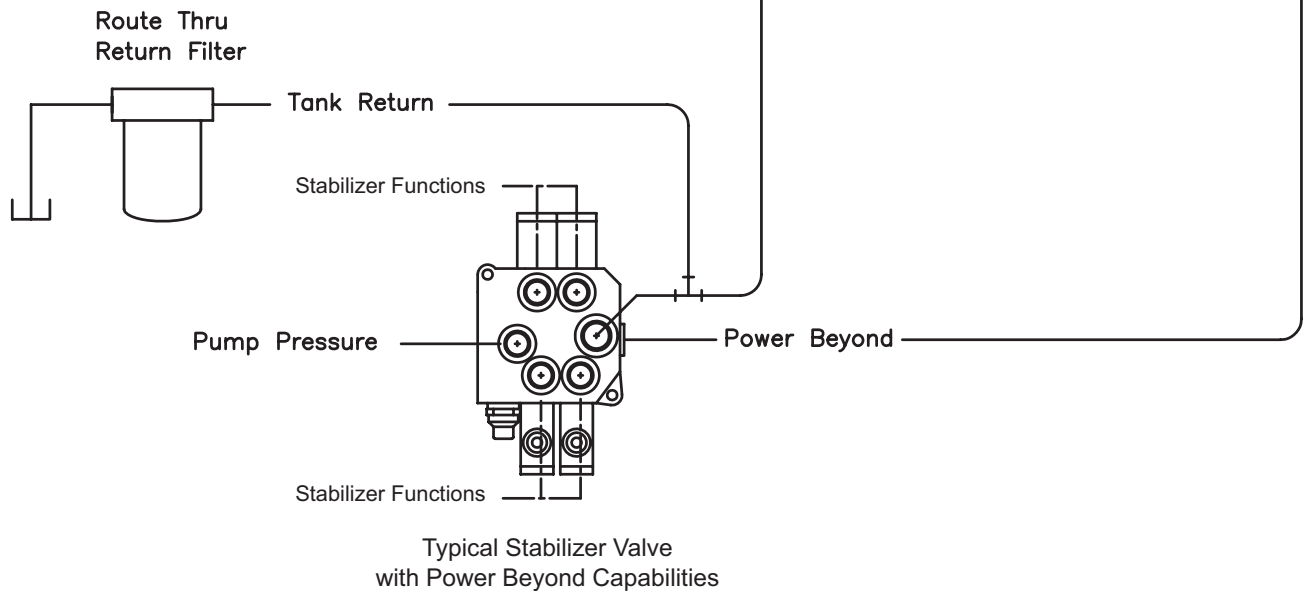 Route Thru
Return Filter
Tank Return
Stabilizer Functions
Pump Pressure
Power Beyond
Stabilizer Functions
Typical Stabilizer Valve
with Power Beyond Capabilities